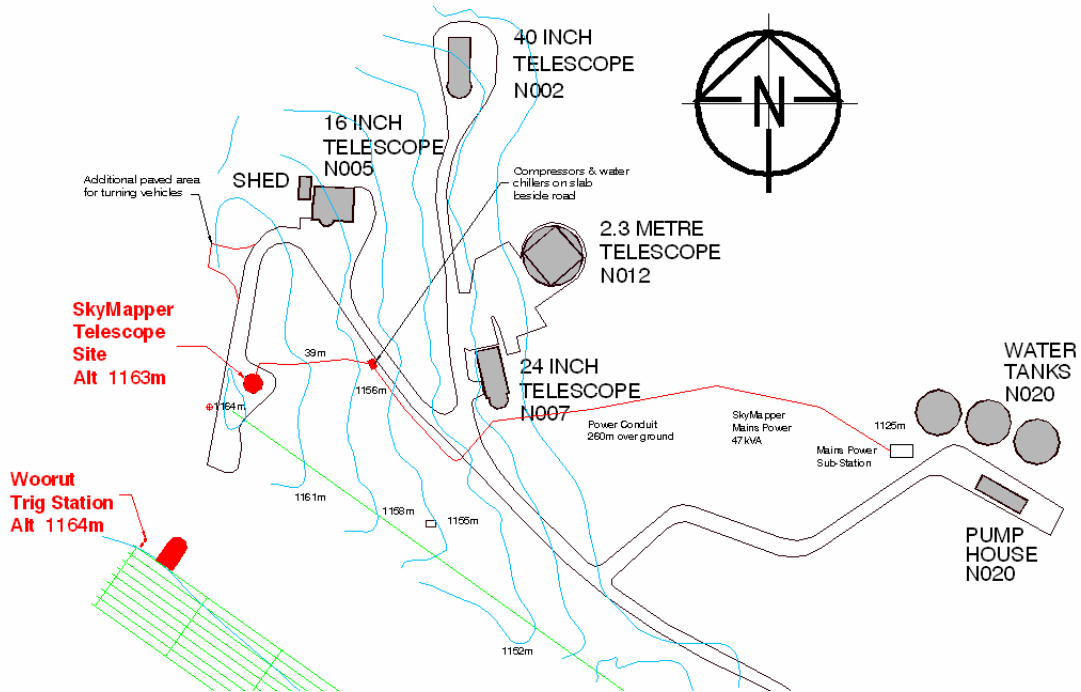 40 INCH
TELESCOPE
N002
N
16 INCH
TELESCOPE
N005
SHED
Additional paved area
for turning vehicles
Compressors & water
chillers on slab
beside road
2.3 METRE
TELESCOPE
N012
SkyMapper
Telescope
Site
Alt 1163m
39m
1156m
1164m
24 INCH
TELESCOPE
N007
WATER
TANKS
N020
Power Conduit
260m over ground
SkyMapper
Mains Power
47kVA
1125m
Mains Power
Sub-Station
Woorut
Trig Station
Alt 1164m
1161m
1158m
1155m
PUMP
HOUSE
N020
1152m